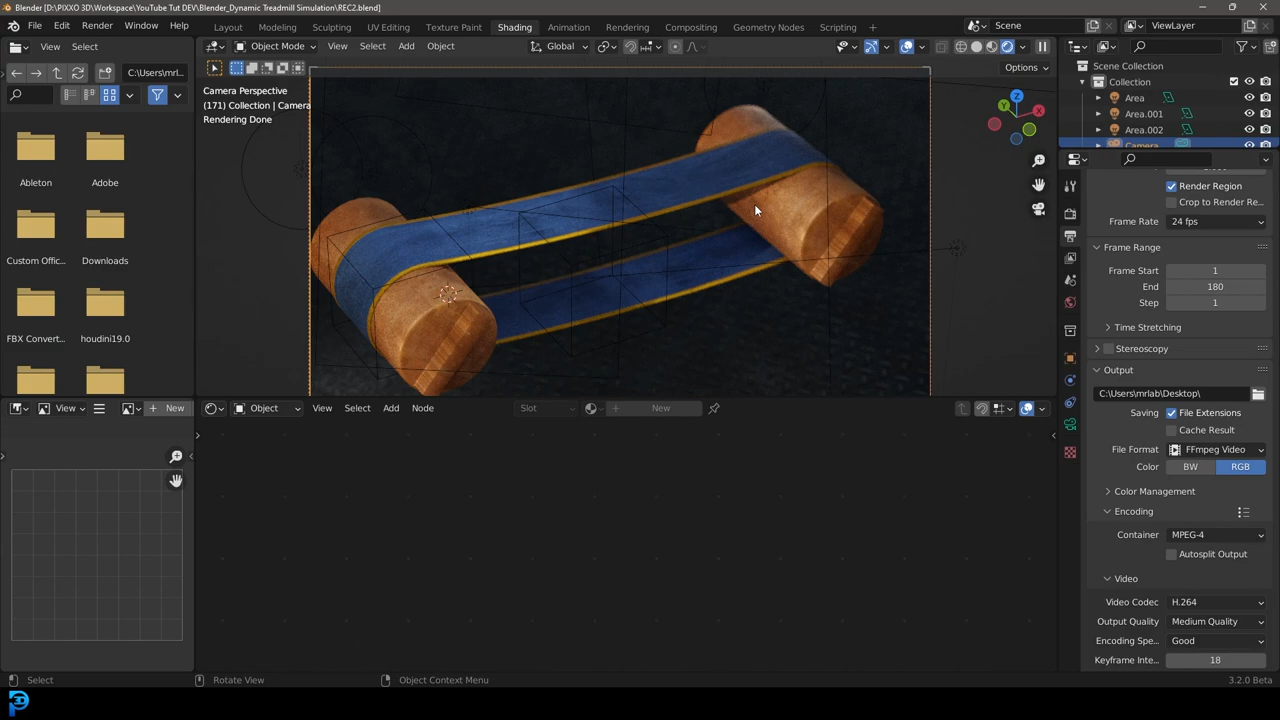 Blender [D:\PIXXO 3D\Workspace\YouTube Tut DEV\Blender_Dynamic Treadmill Simulation\REC2.blend]
File Edit Render Window Help Layout Modeling Sculpting UV Editing Texture Paint Shading Animation Rendering Compositing Geometry Nodes Scripting Scene ViewLayer
View Select Object Mode View Select Add Object Global
C:\Users\mrl... Options
Camera Perspective
(171) Collection | Camera
Rendering Done
Z
Y
X
Scene Collection
Collection
Area
Area.001
Area.002
Camera
Ableton Adobe
Custom Offic... Downloads
FBX Convert... houdini19.0
Render Region
Crop to Render Re...
Frame Rate 24 fps
Frame Range
Frame Start 1
End 180
Step 1
Time Stretching
Stereoscopy
Output
C:\Users\mrlab\Desktop\
Saving File Extensions
Cache Result
File Format FFmpeg Video
Color BW RGB
Color Management
Encoding
Container MPEG-4
Autosplit Output
Video
Video Codec H.264
Output Quality Medium Quality
Encoding Spe... Good
Keyframe Inte... 18
View New Object View Select Add Node Slot New
Select Rotate View Object Context Menu 3.2.0 Beta